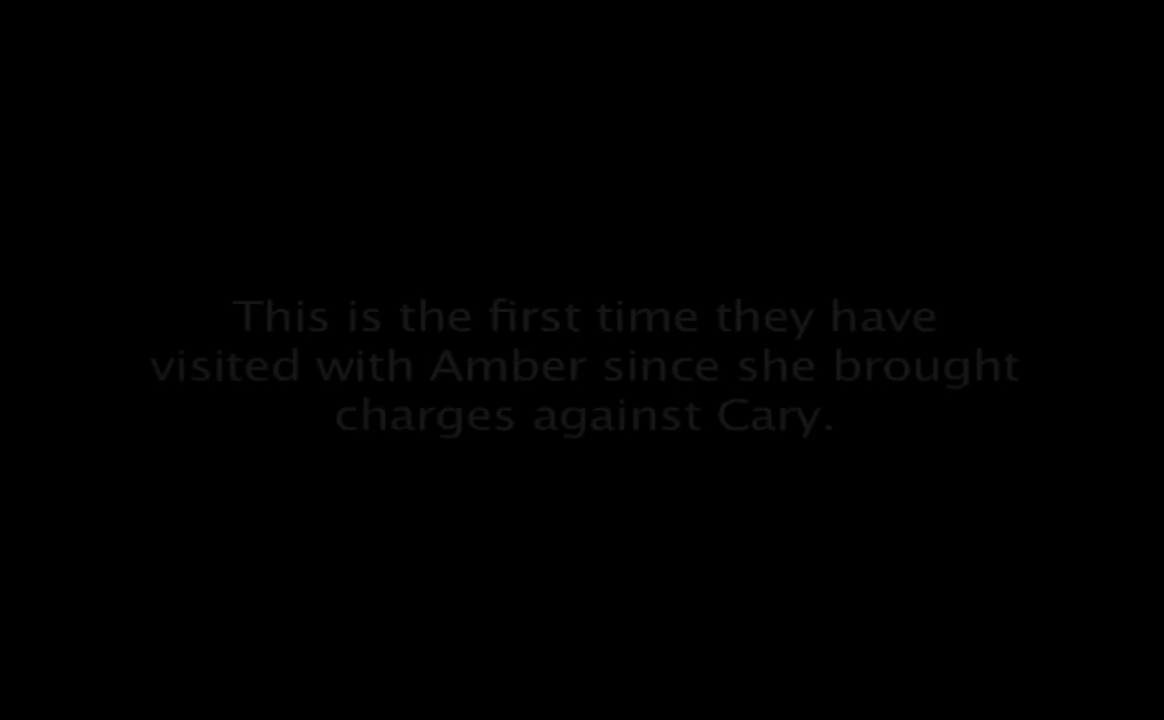 This is the first time they have
visited with Amber since she brought
charges against Cary.